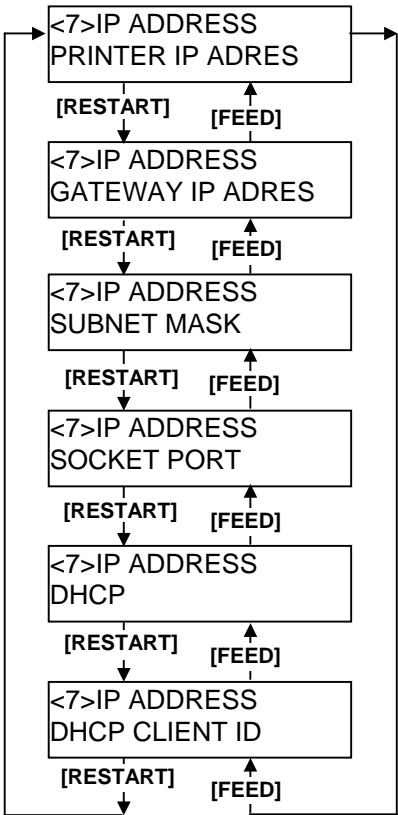 <7>IP ADDRESS
PRINTER IP ADRES
[RESTART]
[FEED]
<7>IP ADDRESS
GATEWAY IP ADRES
[RESTART]
[FEED]
<7>IP ADDRESS
SUBNET MASK
[RESTART]
[FEED]
<7>IP ADDRESS
SOCKET PORT
[RESTART]
[FEED]
<7>IP ADDRESS
DHCP
[RESTART]
[FEED]
<7>IP ADDRESS
DHCP CLIENT ID
[RESTART]
[FEED]